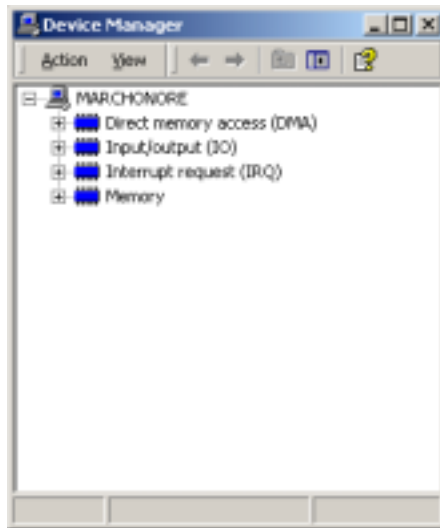 Device Manager
Action View
MARCHONORE
Direct memory access (DMA)
Input/output (IO)
Interrupt request (IRQ)
Memory